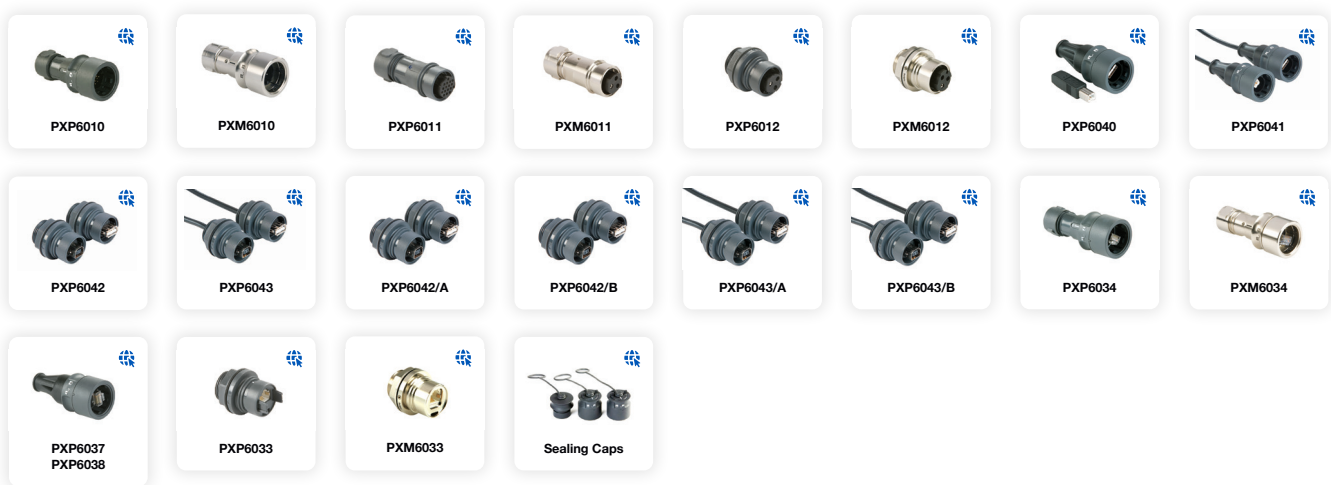 PXP6010
PXM6010
PXP6011
PXM6011
PXP6012
PXM6012
PXP6040
PXP6041
PXP6042
PXP6043
PXP6042/A
PXP6042/B
PXP6043/A
PXP6043/B
PXP6034
PXM6034
PXP6037
PXP6038
PXP6033
PXM6033
Sealing Caps